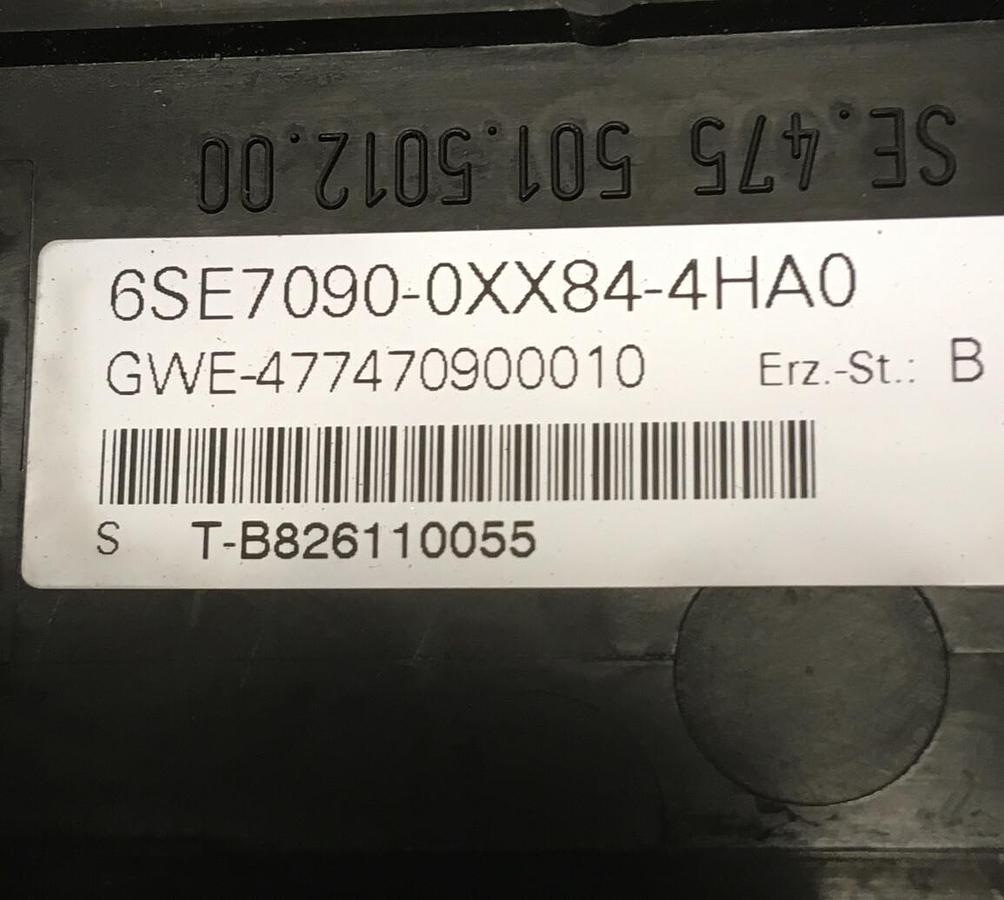 SE.475 501.5012.00
6SE7090-0XX84-4HA0
GWE-477470900010 Erz.-St.: B
S T-B826110055